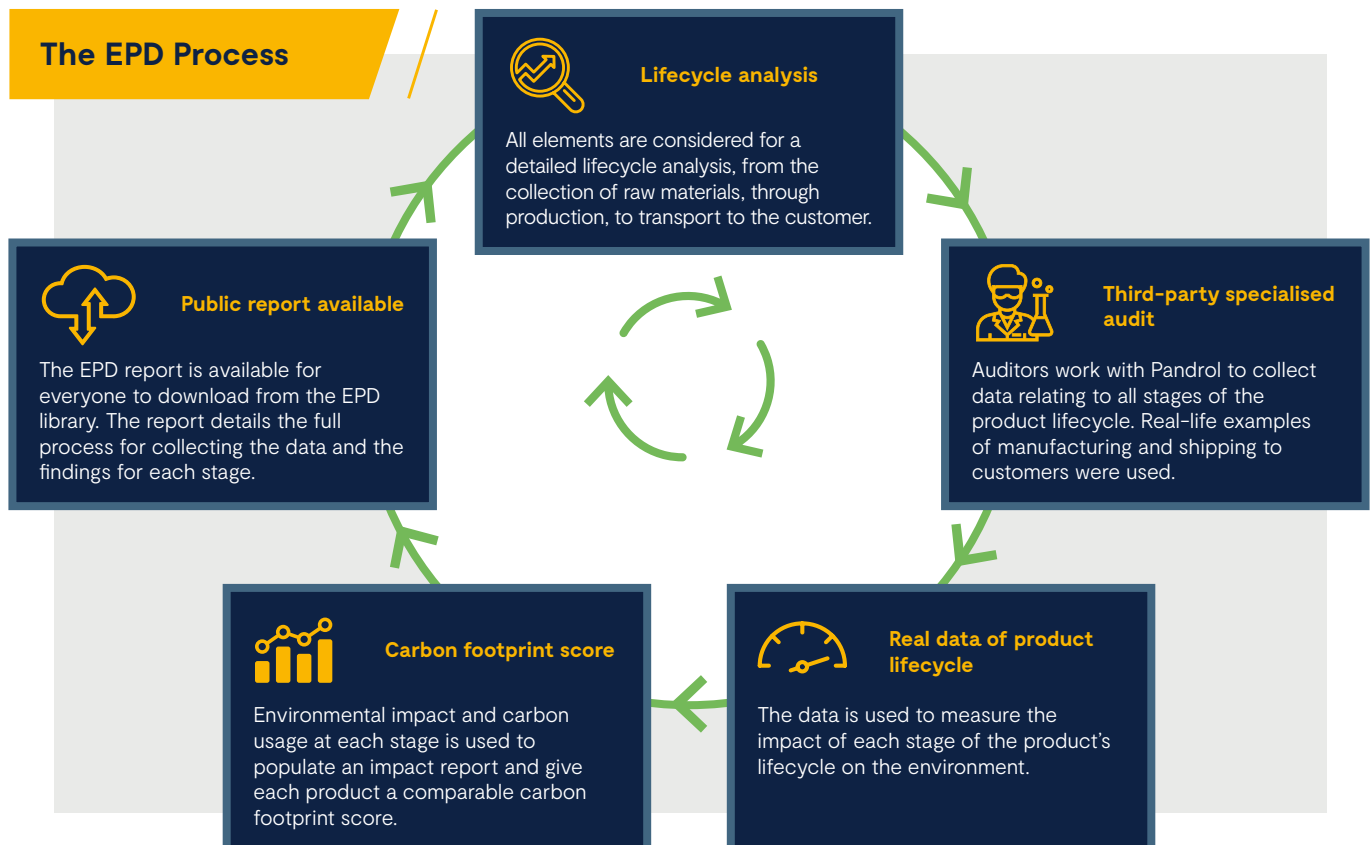 The EPD Process
Lifecycle analysis
All elements are considered for a
detailed lifecycle analysis, from the
collection of raw materials, through
production, to transport to the customer.
Third-party specialised
audit
Auditors work with Pandrol to collect
data relating to all stages of the
product lifecycle. Real-life examples
of manufacturing and shipping to
customers were used.
Real data of product
lifecycle
The data is used to measure the
impact of each stage of the product’s
lifecycle on the environment.
Carbon footprint score
Environmental impact and carbon
usage at each stage is used to
populate an impact report and give
each product a comparable carbon
footprint score.
Public report available
The EPD report is available for
everyone to download from the EPD
library. The report details the full
process for collecting the data and the
findings for each stage.